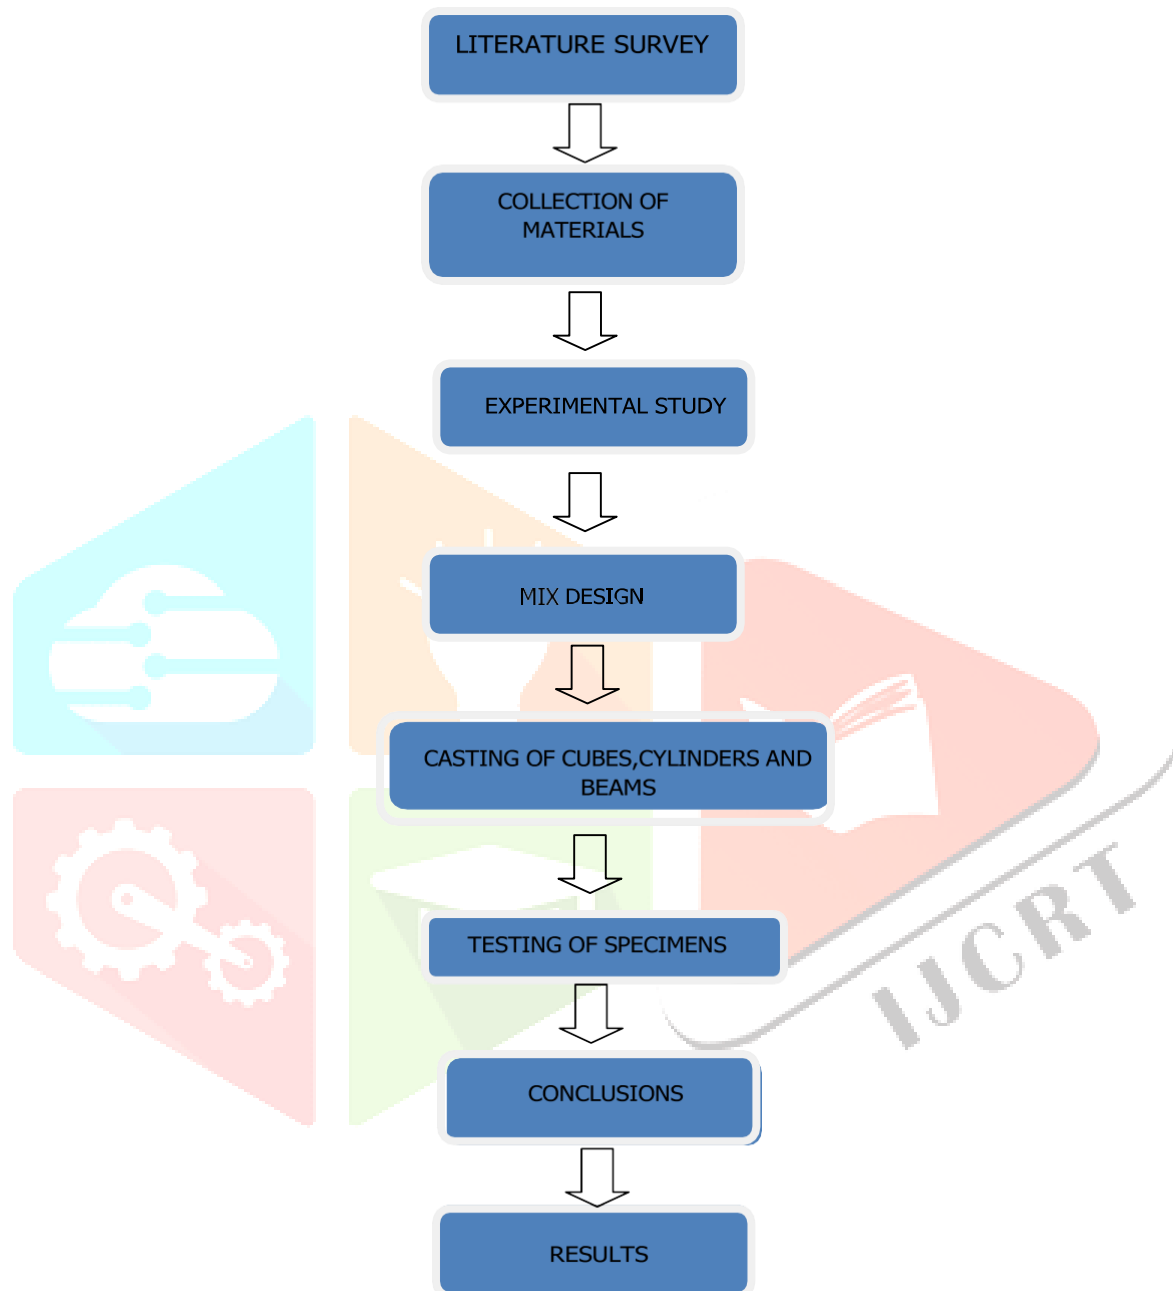 LITERATURE SURVEY
COLLECTION OF
MATERIALS
EXPERIMENTAL STUDY
MIX DESIGN
CASTING OF CUBES,CYLINDERS AND
BEAMS
TESTING OF SPECIMENS
IJCRT
CONCLUSIONS
RESULTS